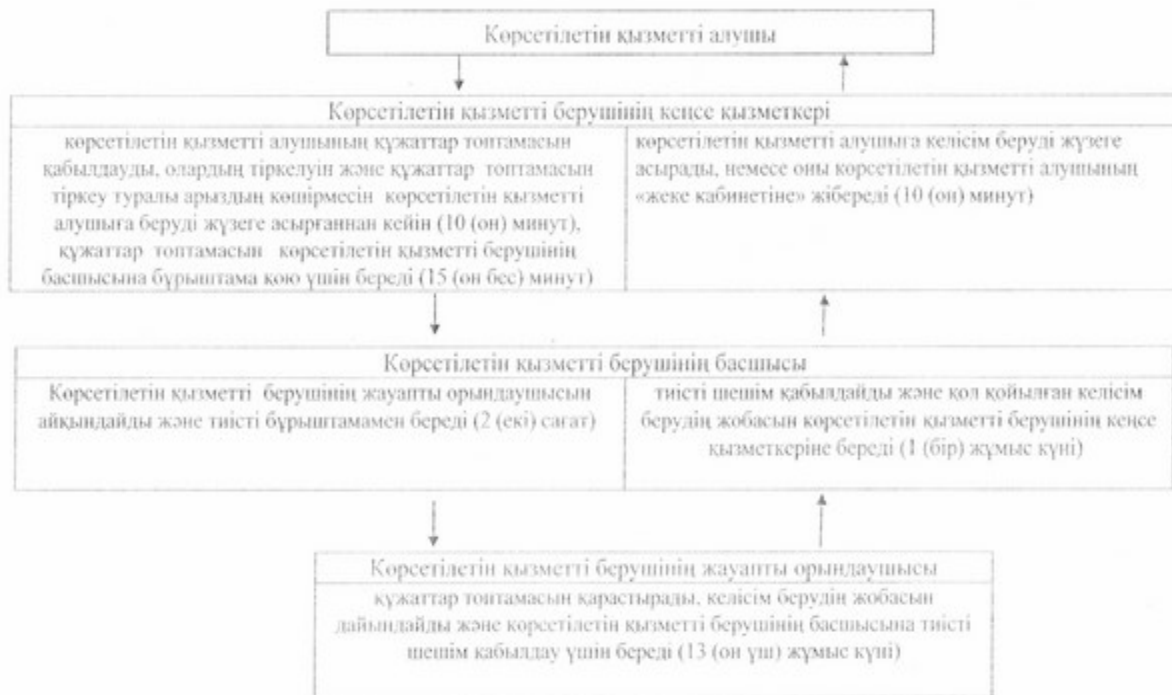 Көрсетілетін қызметті алушы
Көрсетілетін қызметті берушінің кеңсе қызметкері
көрсетілетін қызметті алушының құжаттар топтамасын
қабылдауды, олардың тіркелуін және құжаттар топтамасын
тіркеу туралы арыздың көшірмесін көрсетілетін қызметті
алушыға беруді жүзеге асырғаннан кейін (10 (он) минут),
құжаттар топтамасын көрсетілетін қызметті берушінің
басшысына бұрыштама қою үшін береді (15 (он бес) минут)
көрсетілетін қызметті алушыға келісім беруді жүзеге
асырады, немесе оны көрсетілетін қызметті алушының
«жеке кабинетіне» жібереді (10 (он) минут)
Көрсетілетін қызметті берушінің басшысы
Көрсетілетін қызметті берушінің жауапты орындаушысын
айқындайды және тиісті бұрыштамамен береді (2 (екі) сағат)
тиісті шешім қабылдайды және қол қойылған келісім
берудің жобасын көрсетілетін қызметті берушінің кеңсе
қызметкеріне береді (1 (бір) жұмыс күні)
Көрсетілетін қызметті берушінің жауапты орындаушысы
құжаттар топтамасын қарастырады, келісім берудің жобасын
дайындайды және көрсетілетін қызметті берушінің басшысына тиісті
шешім қабылдау үшін береді (13 (он үш) жұмыс күні)